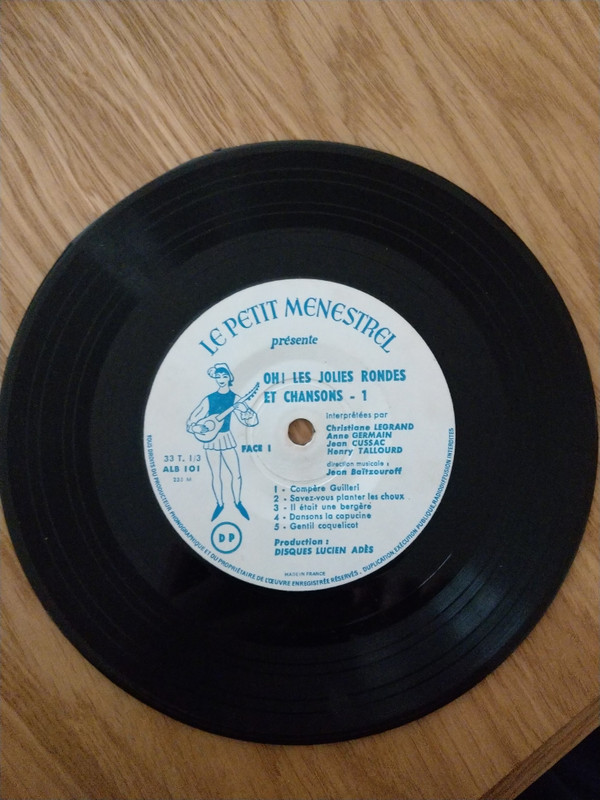 LE PETIT MENESTREL
présente
OH! LES JOLIES RONDES
ET CHANSONS - 1
Interprétées par
Christiane LEGRAND
Anne GERMAIN
Jean CUSSAC
Henry TALLOURD
direction musicale :
Jean Baïtzouroff
FACE 1
33 T. 1/3
ALB 101
1 - Compère Guilleri
2 - Savez-vous planter les choux
3 - Il était une bergère
4 - Dansons la capucine
5 - Gentil coquelicot
DP
Production :
DISQUES LUCIEN ADÈS
MADE IN FRANCE
TOUS DROITS DU PRODUCTEUR PHONOGRAPHIQUE ET DU PROPRIÉTAIRE DE L'ŒUVRE ENREGISTRÉE RÉSERVÉS. DUPLICATION, EXÉCUTION PUBLIQUE, RADIODIFFUSION INTERDITES